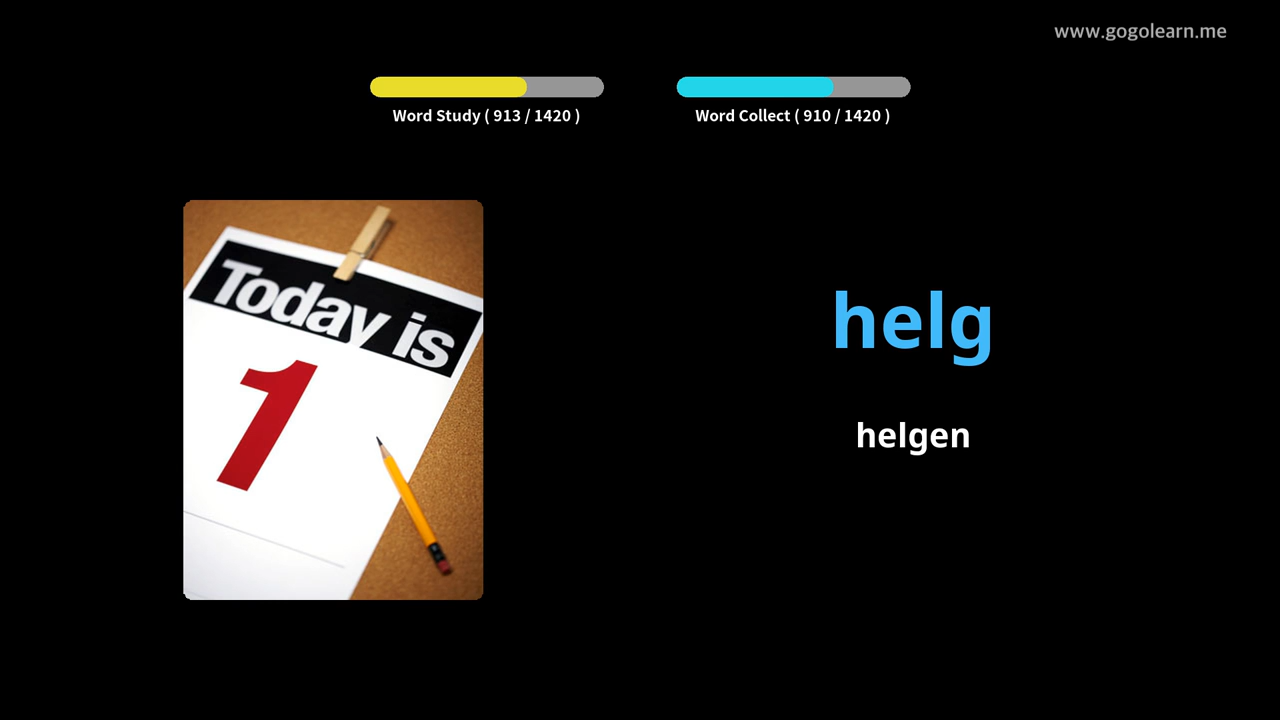 www.gogolearn.me
Word Study ( 913 / 1420 )
Word Collect ( 910 / 1420 )
Today is
1
helg
helgen